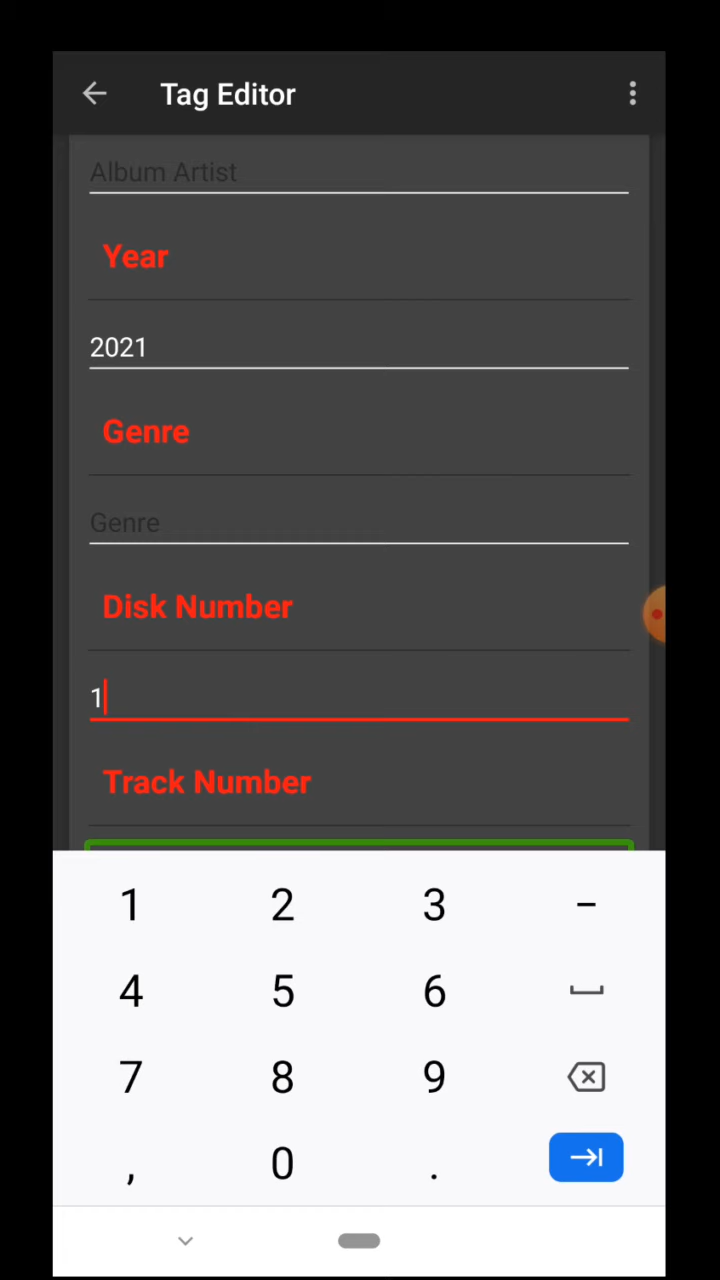 Tag Editor
Album Artist
Year
2021
Genre
Genre
Disk Number
1
Track Number
1 2 3 -
4 5 6
7 8 9
, 0 .